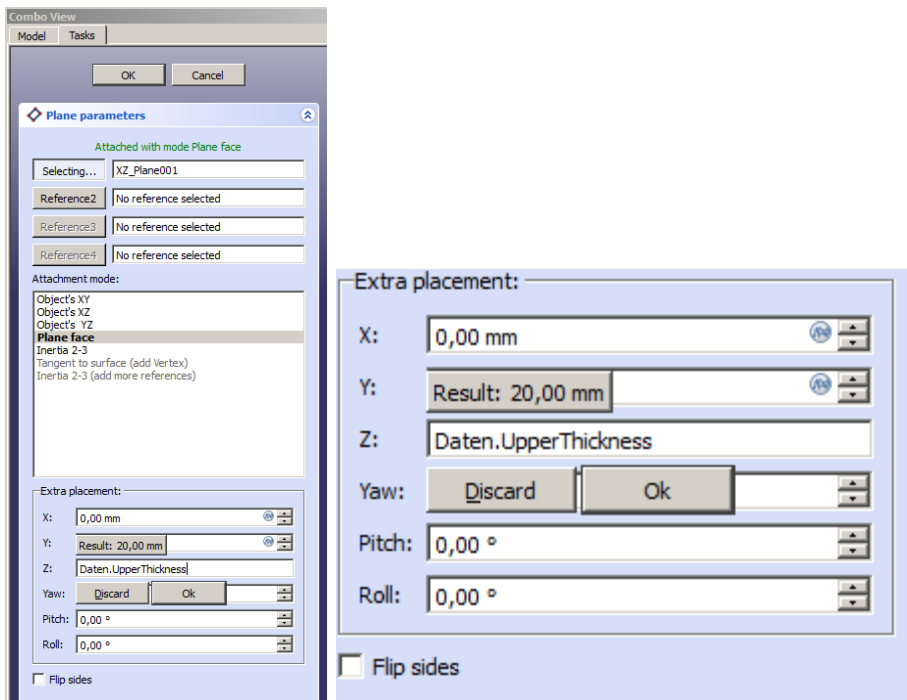 Combo View
Model Tasks
OK Cancel
Plane parameters
Attached with mode Plane face
Selecting... XZ_Plane001
Reference2 No reference selected
Reference3 No reference selected
Reference4 No reference selected
Attachment mode:
Object's XY
Object's XZ
Object's YZ
Plane face
Inertia 2-3
Tangent to surface (add Vertex)
Inertia 2-3 (add more references)
Extra placement:
X: 0,00 mm
Y: Result: 20,00 mm
Z: Daten.UpperThickness
Yaw: Discard Ok
Pitch: 0,00 °
Roll: 0,00 °
Flip sides
Extra placement:
X: 0,00 mm
Y: Result: 20,00 mm
Z: Daten.UpperThickness
Yaw: Discard Ok
Pitch: 0,00 °
Roll: 0,00 °
Flip sides